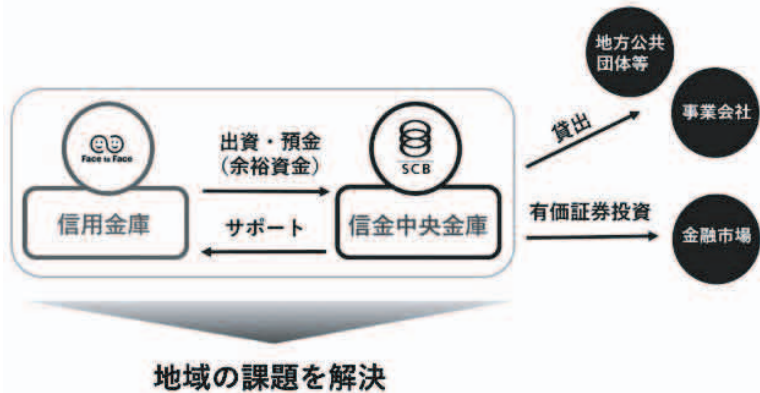 地方公共
団体等
事業会社
貸出
Face to Face
出資・預金
(余裕資金)
SCB
信用金庫
サポート
信金中央金庫
有価証券投資
金融市場
地域の課題を解決